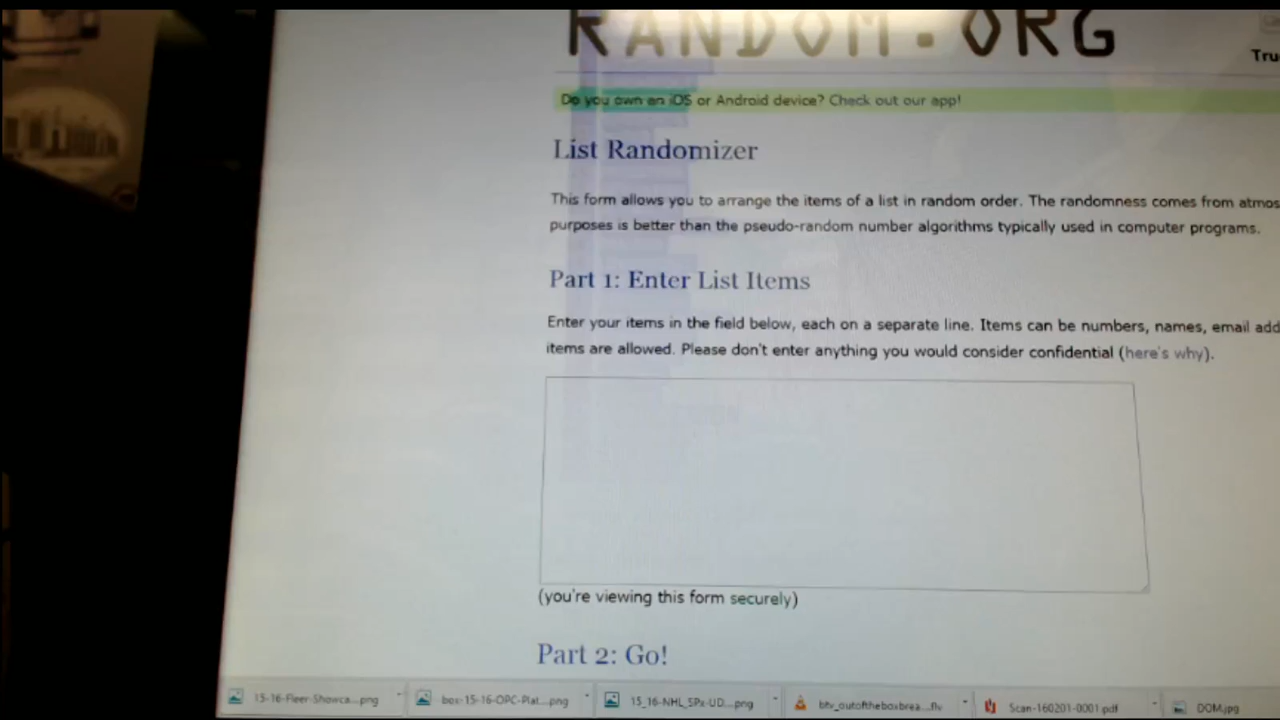 RANDOM.ORG
Tru
Do you own an iOS or Android device? Check out our app!
List Randomizer
This form allows you to arrange the items of a list in random order. The randomness comes from atmos
purposes is better than the pseudo-random number algorithms typically used in computer programs.
Part 1: Enter List Items
Enter your items in the field below, each on a separate line. Items can be numbers, names, email add
items are allowed. Please don't enter anything you would consider confidential (here's why).
(you're viewing this form securely)
Part 2: Go!
15-16-Fleer-Showca...png
box-15-16-OPC-Plat...png
15_16-NHL_SPx-UD...png
btv_outoftheboxbrea...flv
Scan-160201-0001.pdf
DOM.jpg